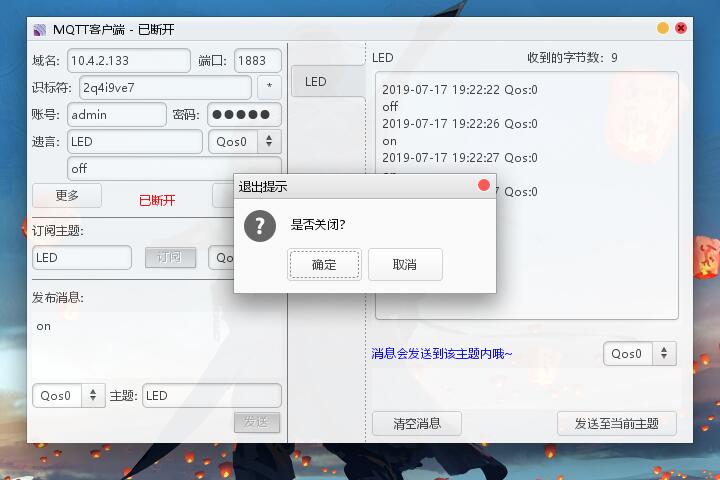 MQTT客户端 - 已断开
域名: 10.4.2.133 端口: 1883
识标符: 2q4i9ve7 *
账号: admin 密码: ●●●●●
遗言: LED Qos0
off
更多 已断开
订阅主题:
LED 订阅
发布消息:
on
Qos0 主题: LED
发送
LED
LED 收到的字节数: 9
2019-07-17 19:22:22 Qos:0
off
2019-07-17 19:22:26 Qos:0
on
2019-07-17 19:22:27 Qos:0
Qos:0
退出提示
是否关闭?
确定 取消
消息会发送到该主题内哦~ Qos0
清空消息 发送至当前主题